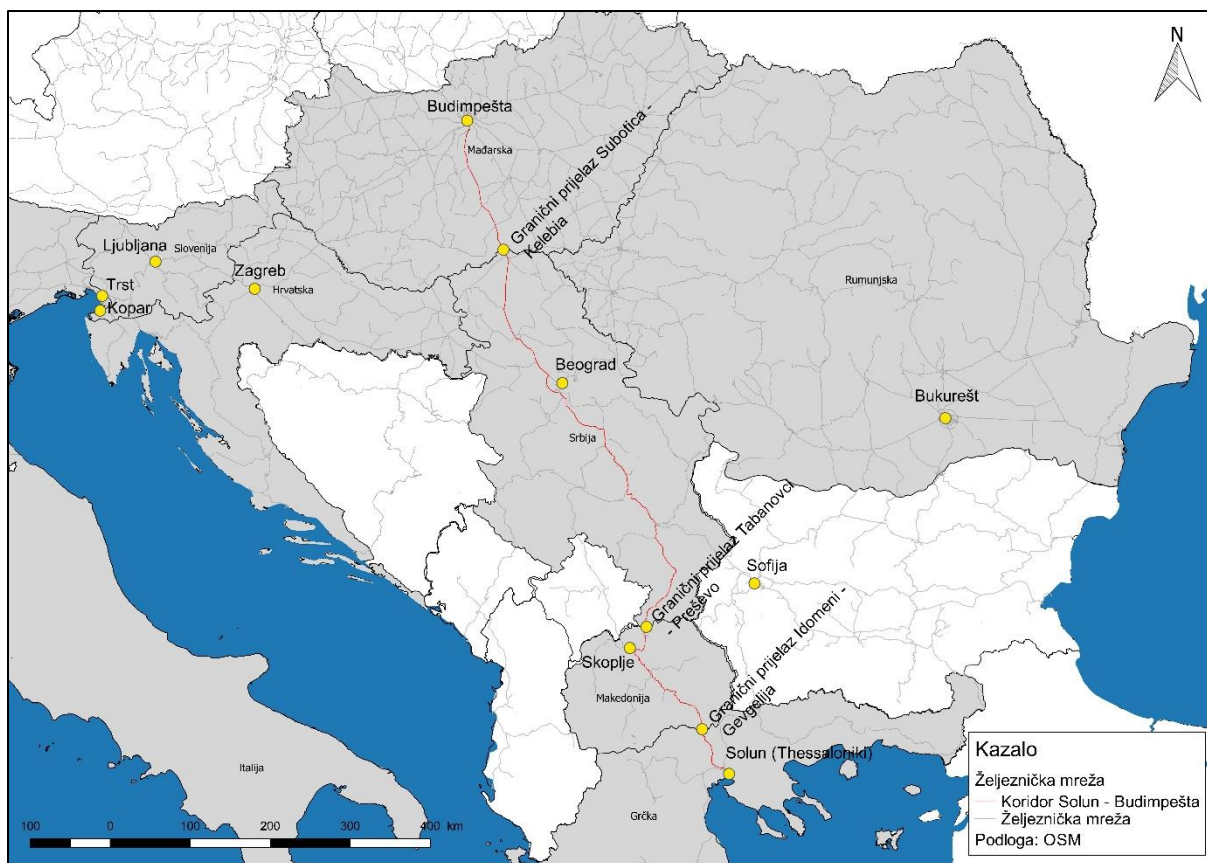 N
Budimpešta
Mađarska
Granični prijelaz Subotica -
Kelebia
Ljubljana
Slovenija
Zagreb
Hrvatska
Trst
Kopar
Rumunjska
Beograd
Bukurešt
Srbija
Granični prijelaz Tabanovci
- Preševo
Sofija
Skoplje
Makedonija
Granični prijelaz Idomeni -
Gevgelija
Solun (Thessaloniki)
Italija
Grčka
Kazalo
Željeznička mreža
Koridor Solun - Budimpešta
Željeznička mreža
Podloga: OSM
100 0 100 200 300 400 km